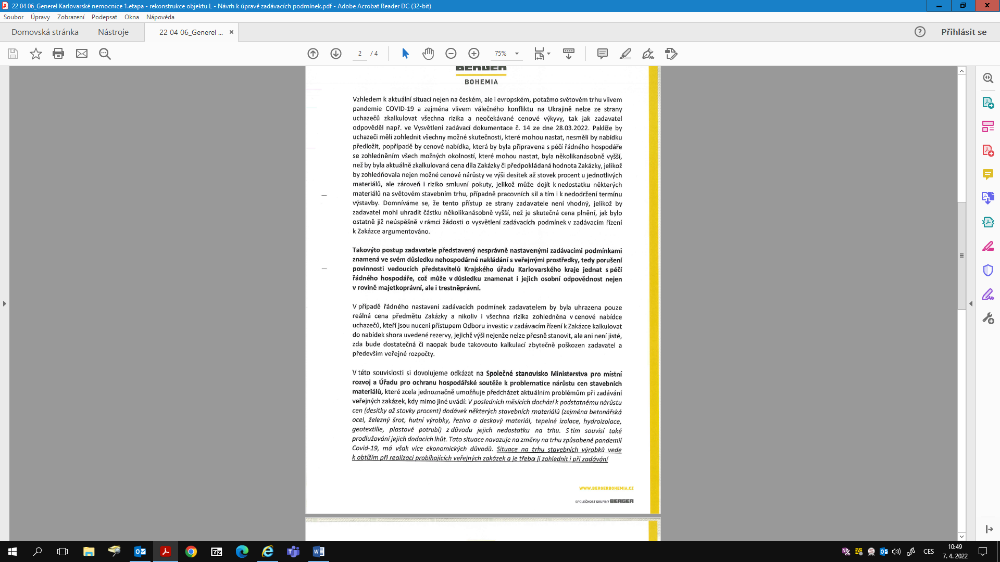 22 04 06_Generel Karlovarské nemocnice 1.etapa - rekonstrukce objektu L - Návrh k úpravě zadávacích podmínek.pdf - Adobe Acrobat Reader DC (32-bit)
Soubor Úpravy Zobrazení Podepsat Okna Nápověda
Domovská stránka Nástroje 22 04 06_Generel ... × Přihlásit se
2 / 4 75%
BERGER
BOHEMIA
Vzhledem k aktuální situaci nejen na českém, ale i evropském, potažmo světovém trhu vlivem
pandemie COVID-19 a zejména vlivem válečného konfliktu na Ukrajině nelze ze strany
uchazečů zkalkulovat všechna rizika a neočekávané cenové výkyvy, tak jak zadavatel
odpověděl např. ve Vysvětlení zadávací dokumentace č. 14 ze dne 28.03.2022. Pakliže by
uchazeči měli zohlednit všechny možné skutečnosti, které mohou nastat, nesměli by nabídku
předložit, popřípadě by cenové nabídka, která by byla připravena s péčí řádného hospodáře
se zohledněním všech možných okolností, které mohou nastat, byla několikanásobně vyšší,
než by byla aktuálně zkalkulovaná cena díla Zakázky či předpokládaná hodnota Zakázky, jelikož
by zohledňovala nejen možné cenové nárůsty ve výši desítek až stovek procent u jednotlivých
materiálů, ale zároveň i riziko smluvní pokuty, jelikož může dojít k nedostatku některých
materiálů na světovém stavebním trhu, případně pracovních sil a tím i k nedodržení termínu
výstavby. Domníváme se, že tento přístup ze strany zadavatele není vhodný, jelikož by
zadavatel mohl uhradit částku několikanásobně vyšší, než je skutečná cena plnění, jak bylo
ostatně již neúspěšně v rámci žádosti o vysvětlení zadávacích podmínek v zadávacím řízení
k Zakázce argumentováno.
Takovýto postup zadavatele představený nesprávně nastavenými zadávacími podmínkami
znamená ve svém důsledku nehospodárné nakládání s veřejnými prostředky, tedy porušení
povinnosti vedoucích představitelů Krajského úřadu Karlovarského kraje jednat s péčí
řádného hospodáře, což může v důsledku znamenat i jejich osobní odpovědnost nejen
v rovině majetkoprávní, ale i trestněprávní.
V případě řádného nastavení zadávacích podmínek zadavatelem by byla uhrazena pouze
reálná cena předmětu Zakázky a nikoliv i všechna rizika zohledněna v cenové nabídce
uchazečů, kteří jsou nuceni přístupem Odboru investic v zadávacím řízení k Zakázce kalkulovat
do nabídek shora uvedené rezervy, jejichž výši nejenže nelze přesně stanovit, ale ani není jisté,
zda bude dostatečná či naopak bude takovouto kalkulací zbytečně poškozen zadavatel a
především veřejné rozpočty.
V této souvislosti si dovolujeme odkázat na Společné stanovisko Ministerstva pro místní
rozvoj a Úřadu pro ochranu hospodářské soutěže k problematice nárůstu cen stavebních
materiálů, které zcela jednoznačně umožňuje předcházet aktuálním problémům při zadávání
veřejných zakázek, kdy mimo jiné uvádí: V posledních měsících dochází k podstatnému nárůstu
cen (desítky až stovky procent) dodávek některých stavebních materiálů (zejména betonářská
ocel, železný šrot, hutní výrobky, řezivo a deskový materiál, tepelné izolace, hydroizolace,
geotextilie, plastové potrubí) z důvodu jejich nedostatku na trhu. S tím souvisí také
prodlužování jejich dodacích lhůt. Tato situace navazuje na změny na trhu způsobené pandemií
Covid-19, má však více ekonomických důvodů. Situace na trhu stavebních výrobků vede
k obtížím při realizaci probíhajících veřejných zakázek a je třeba ji zohlednit i při zadávání
WWW.BERGERBOHEMIA.CZ
SPOLEČNOST SKUPINY BERGER
CES 10:49
7. 4. 2022